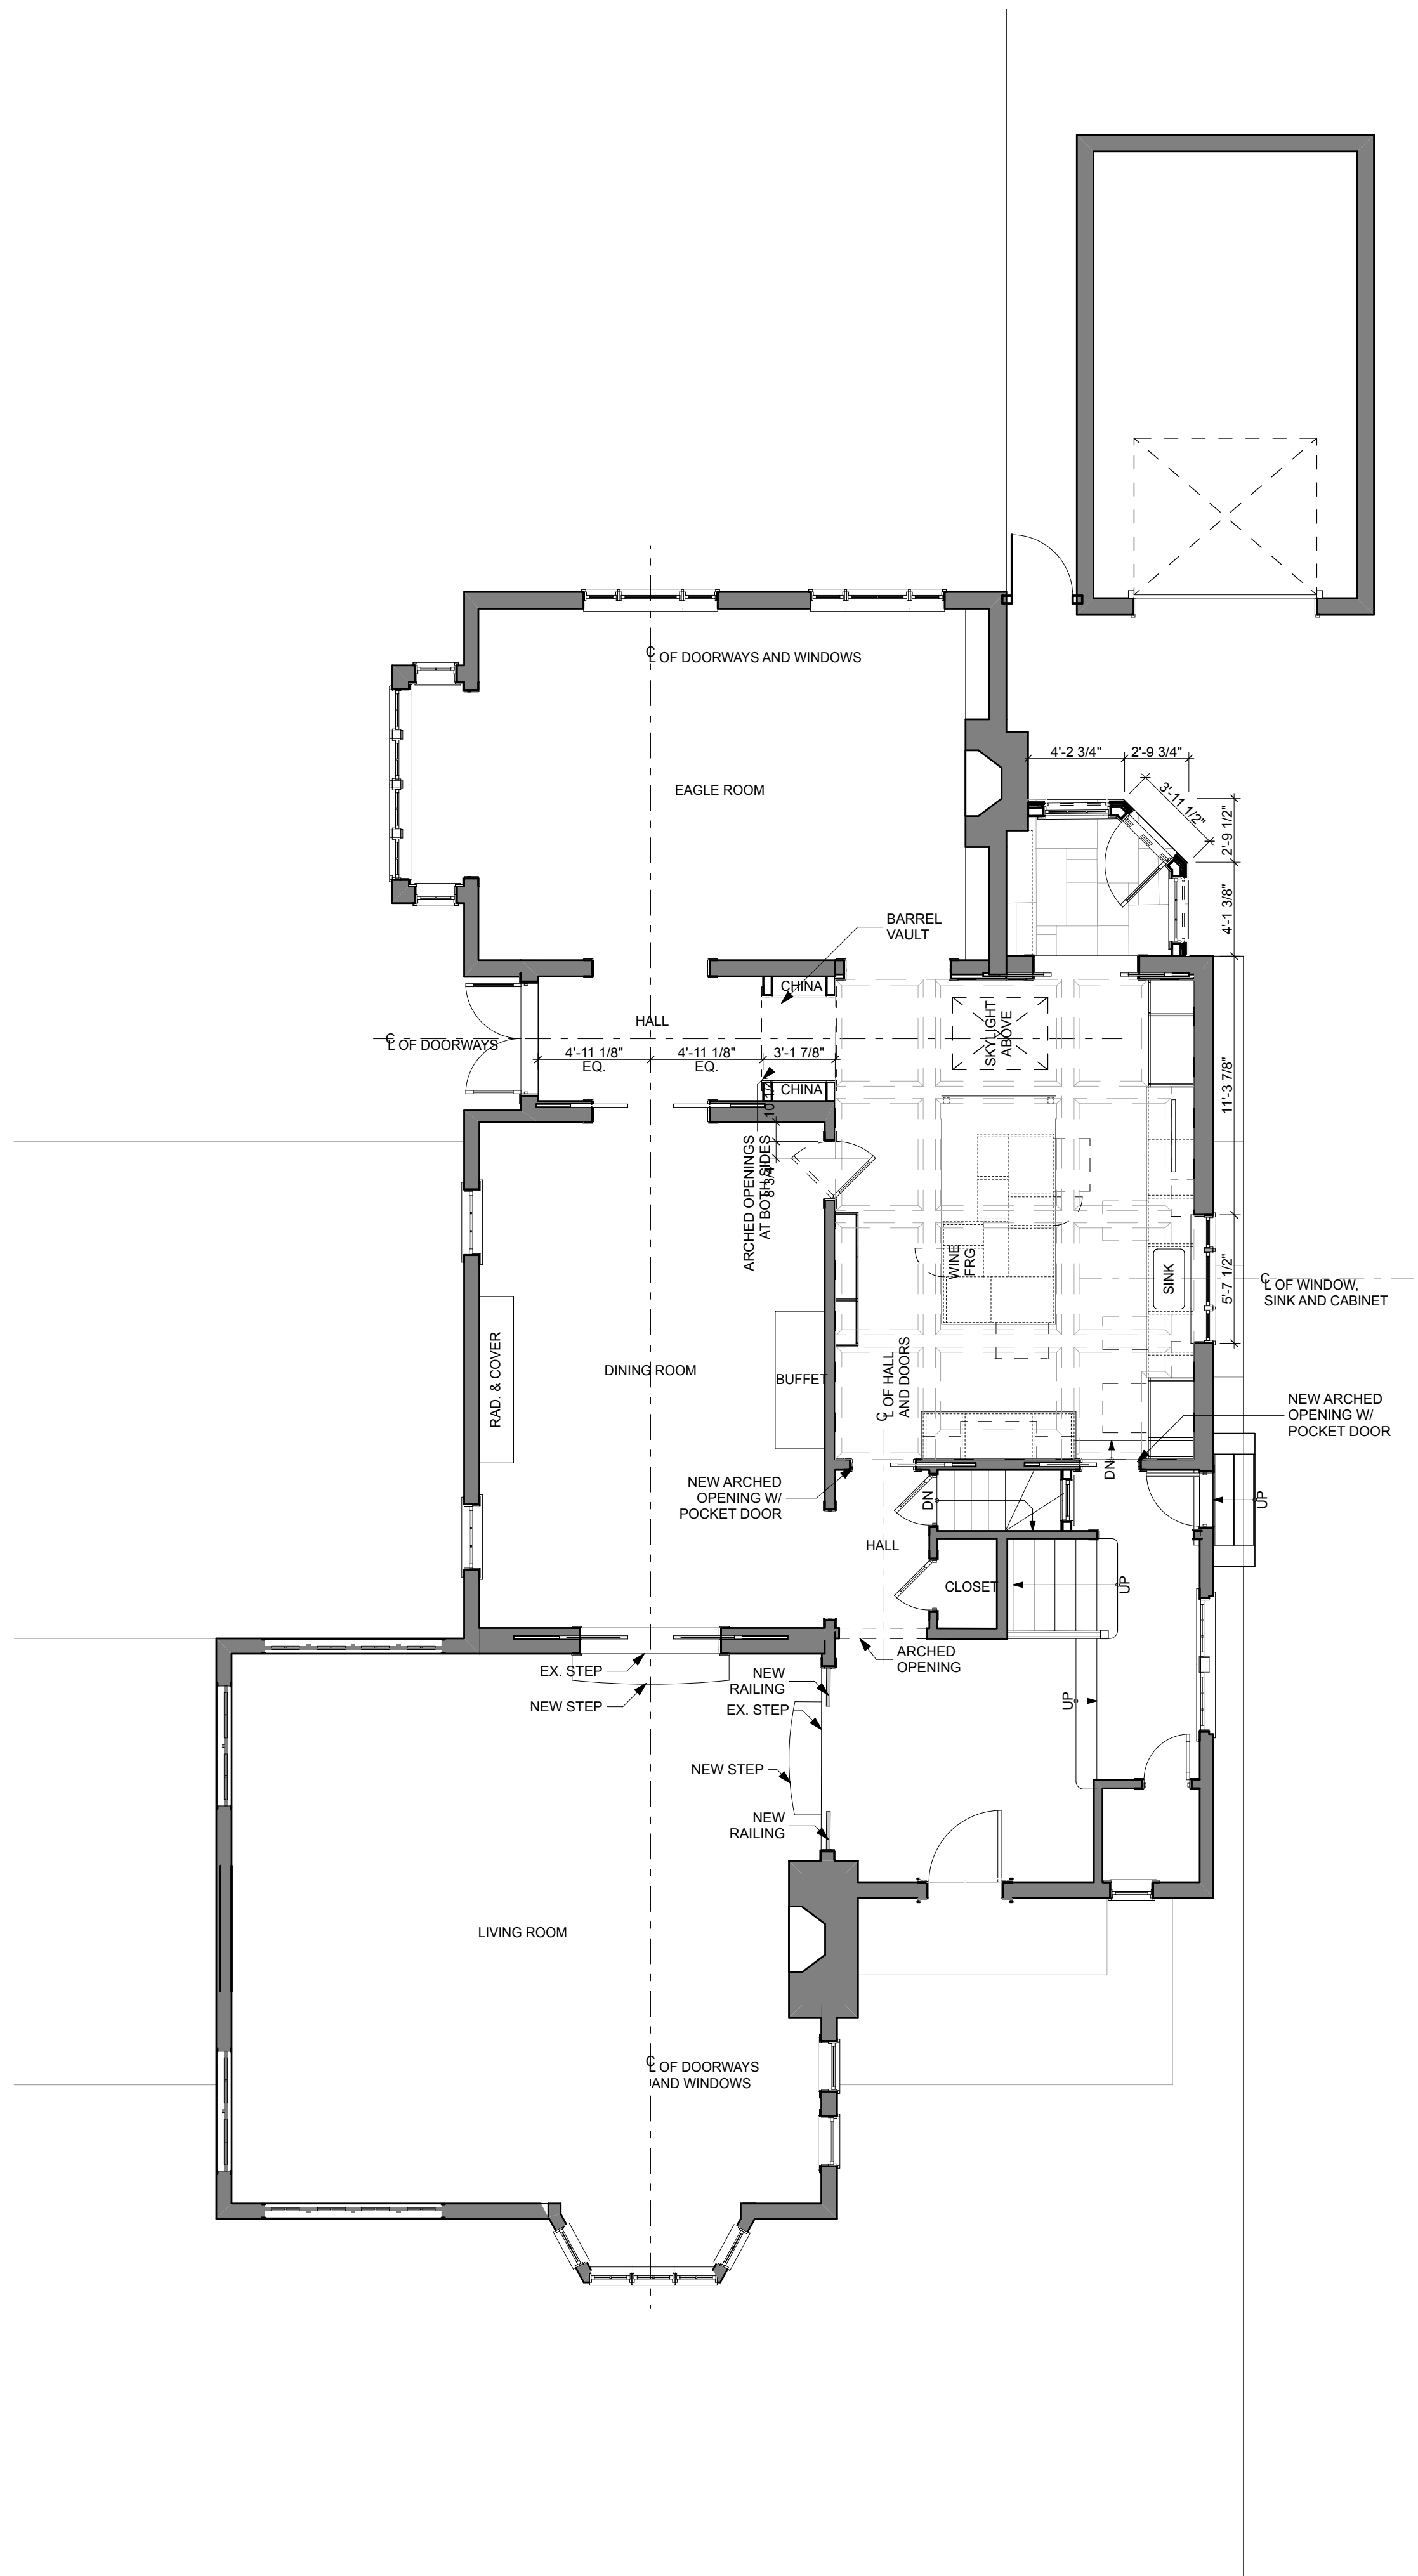 ℄ OF DOORWAYS AND WINDOWS
4'-2 3/4"
2'-9 3/4"
3'-11 1/2"
2'-9 1/2"
EAGLE ROOM
4'-1 3/8"
BARREL
VAULT
CHINA
HALL
SKYLIGHT
ABOVE
℄ OF DOORWAYS
4'-11 1/8"
EQ.
4'-11 1/8"
EQ.
3'-1 7/8"
CHINA
10 1/4"
11'-3 7/8"
ARCHED OPENINGS
AT BOTH SIDES
8 3/4"
WINE
FRG
SINK
5'-7 1/2"
℄ OF WINDOW,
SINK AND CABINET
RAD. & COVER
DINING ROOM
BUFFET
℄ OF HALL
AND DOORS
NEW ARCHED
OPENING W/
POCKET DOOR
NEW ARCHED
OPENING W/
POCKET DOOR
DN
DN
UP
HALL
CLOSET
UP
ARCHED
OPENING
EX. STEP
NEW STEP
NEW
RAILING
EX. STEP
UP
NEW STEP
NEW
RAILING
LIVING ROOM
℄ OF DOORWAYS
AND WINDOWS